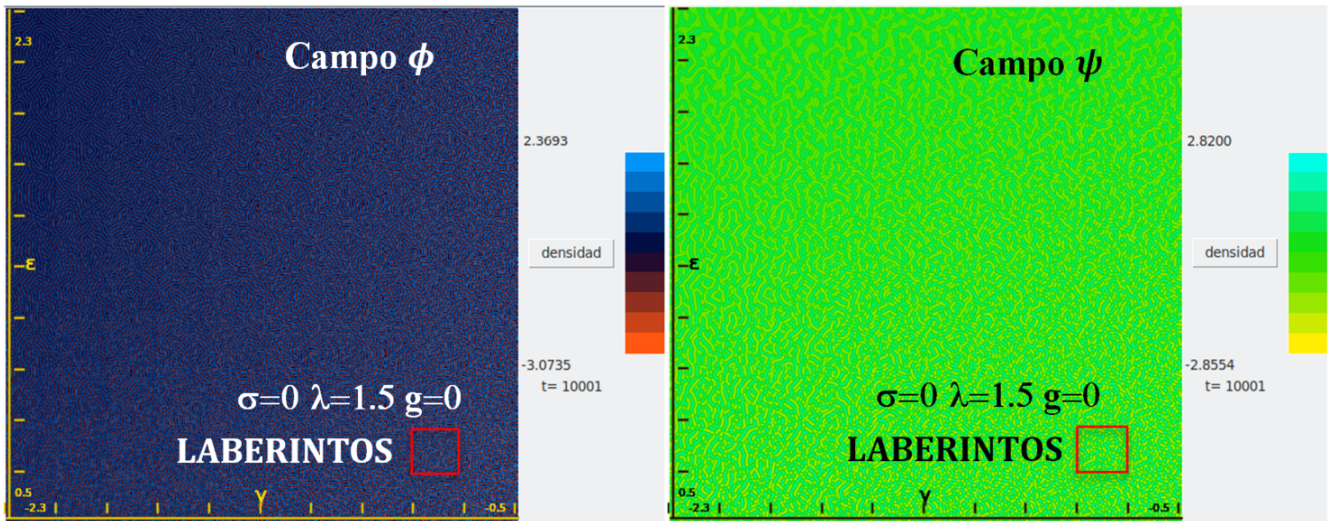 2.3
Campo ϕ
2.3693
ε
densidad
-3.0735
t= 10001
σ=0 λ=1.5 g=0
LABERINTOS
0.5
-2.3
γ
-0.5
2.3
Campo ψ
2.8200
ε
densidad
-2.8554
t= 10001
σ=0 λ=1.5 g=0
LABERINTOS
0.5
-2.3
γ
-0.5